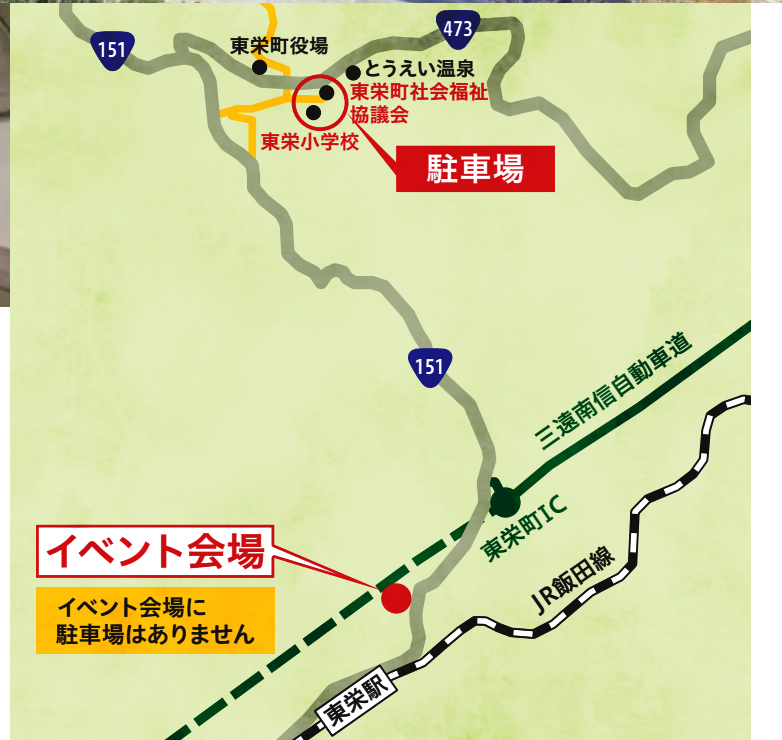 151
473
東栄町役場
とうえい温泉
東栄町社会福祉
協議会
東栄小学校
駐車場
151
三遠南信自動車道
東栄町IC
イベント会場
イベント会場に
駐車場はありません
JR飯田線
東栄駅